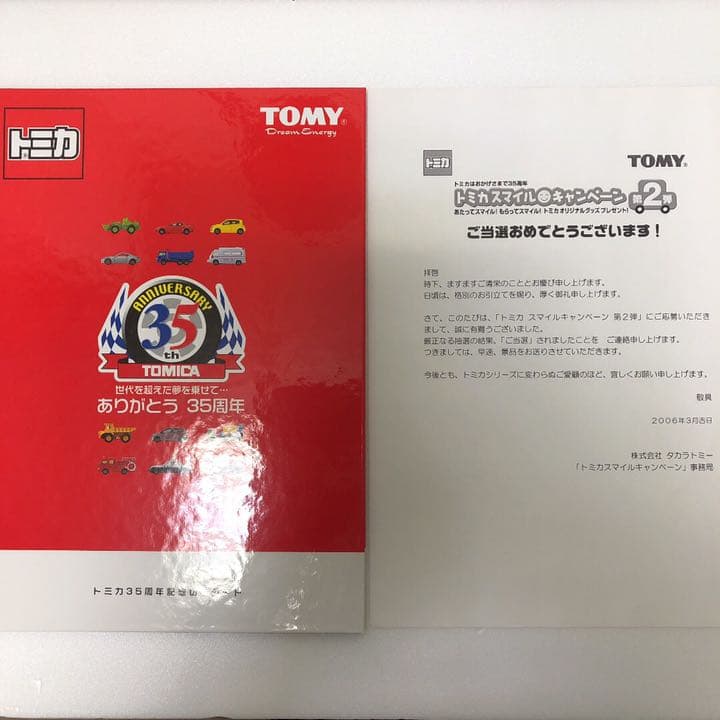 トミカ
TOMY
Dream Energy
ANNIVERSARY
35
th
TOMICA
世代を超えた夢を乗せて…
ありがとう 35周年
トミカ35周年記念
トミカ
TOMY
トミカはおかげさまで35周年
トミカスマイルキャンペーン 第2弾
あたってスマイル!もらってスマイル!トミカオリジナルグッズプレゼント!
ご当選おめでとうございます!
拝啓
時下、ますますご清栄のこととお慶び申し上げます。
日頃は、格別のお引立てを賜り、厚く御礼申し上げます。
さて、このたびは、「トミカ スマイルキャンペーン 第2弾」にご応募いただき
まして、誠に有難うございました。
厳正なる抽選の結果、「ご当選」されましたことを ご連絡申し上げます。
つきましては、早速、景品をお送りさせていただきます。
今後とも、トミカシリーズに変わらぬご愛顧のほど、宜しくお願い申し上げます。
敬具
2006年3月吉日
株式会社 タカラトミー
「トミカスマイルキャンペーン」事務局